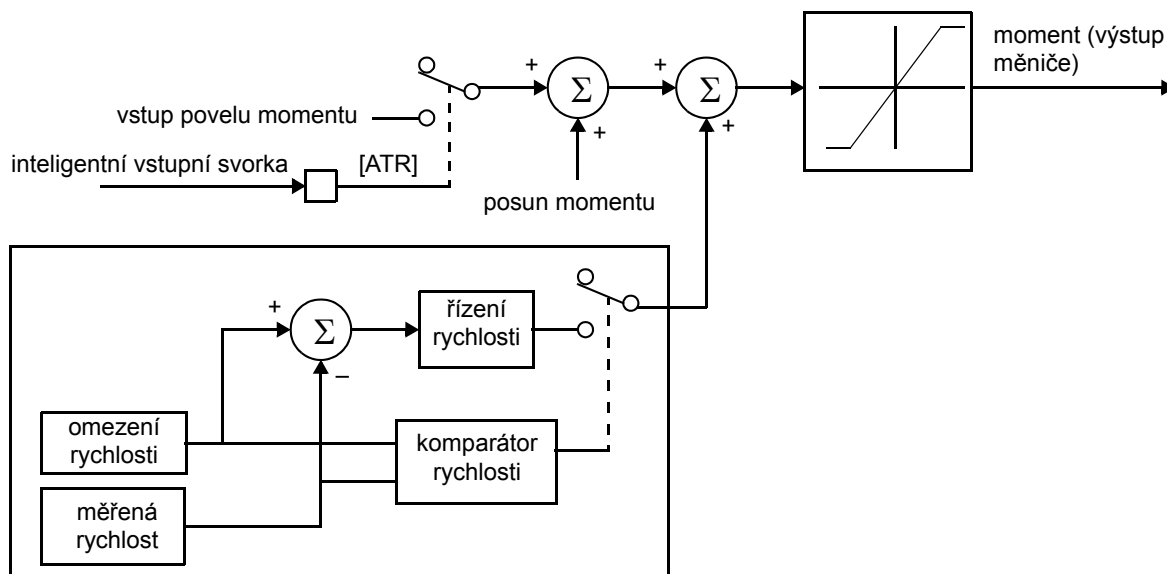 moment (výstup
měniče)
+
+
Σ
Σ
vstup povelu momentu
+
+
inteligentní vstupní svorka
[ATR]
posun momentu
+
Σ
řízení
rychlosti
–
omezení
rychlosti
komparátor
rychlosti
měřená
rychlost